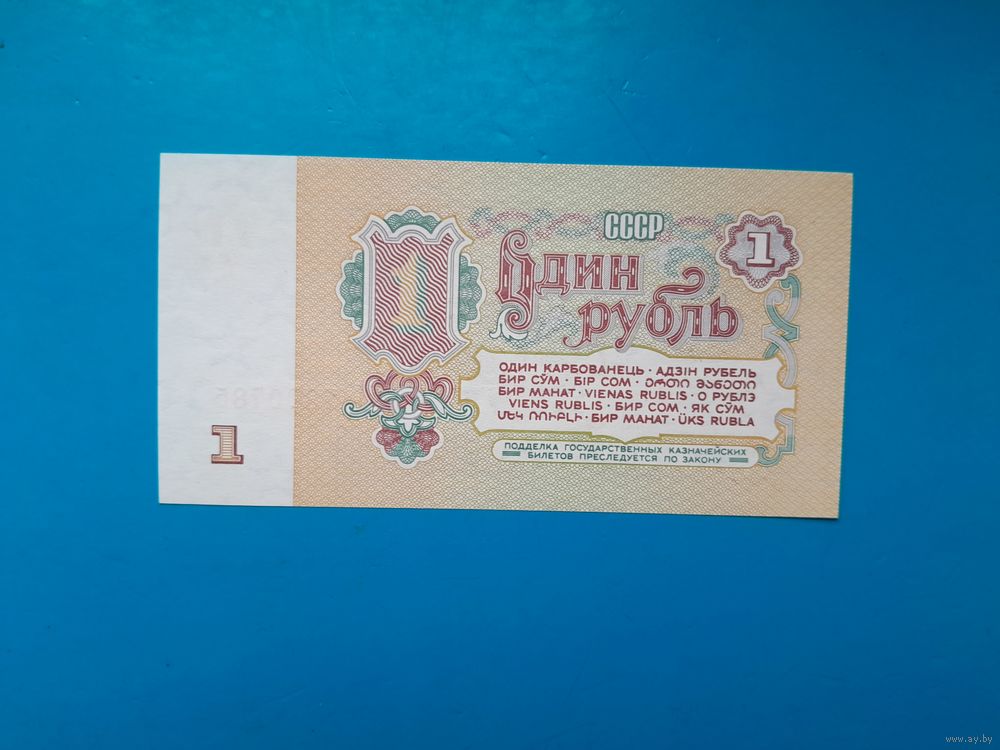 СССР
1
Один
рубль
1
ОДИН КАРБОВАНЕЦЬ · АДЗІН РУБЕЛЬ
БИР СЎМ · БІР СОМ · ᲔᲠᲗᲘ ᲛᲐᲜᲔᲗᲘ
БИР МАНАТ · VIENAS RUBLIS · О РУБЛЭ
VIENS RUBLIS · БИР СОМ · ЯК СӮМ
ՄԵԿ ՌՈՒԲԼԻ · БИР МАНАТ · ÜKS RUBLA
ПОДДЕЛКА ГОСУДАРСТВЕННЫХ КАЗНАЧЕЙСКИХ
БИЛЕТОВ ПРЕСЛЕДУЕТСЯ ПО ЗАКОНУ
1
www.ay.by